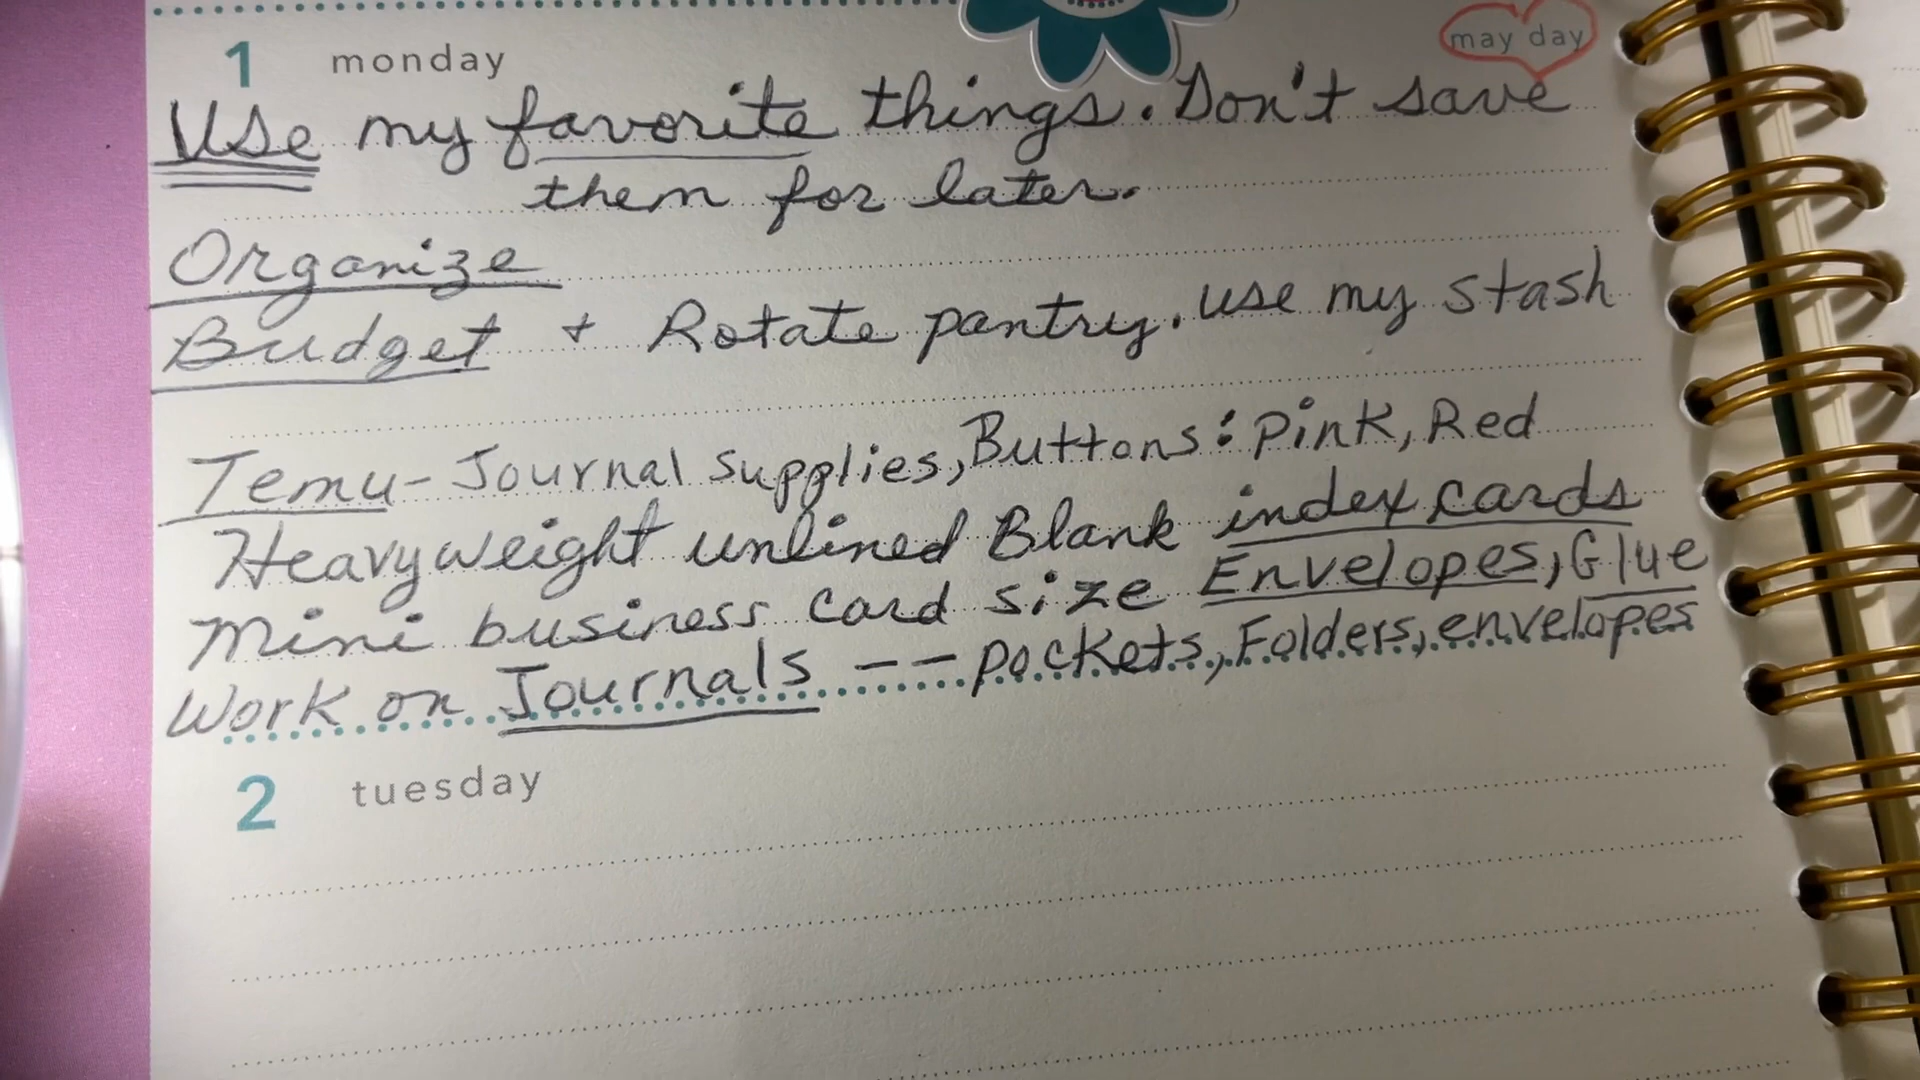 1 monday may day
Use my favorite things. Don't save
them for later.
Organize
Budget + Rotate pantry. use my stash
Temu - Journal supplies, Buttons: Pink, Red
Heavyweight unlined Blank index cards
Mini business card size Envelopes, Glue
Work on Journals -- pockets, Folders, envelopes
2 tuesday